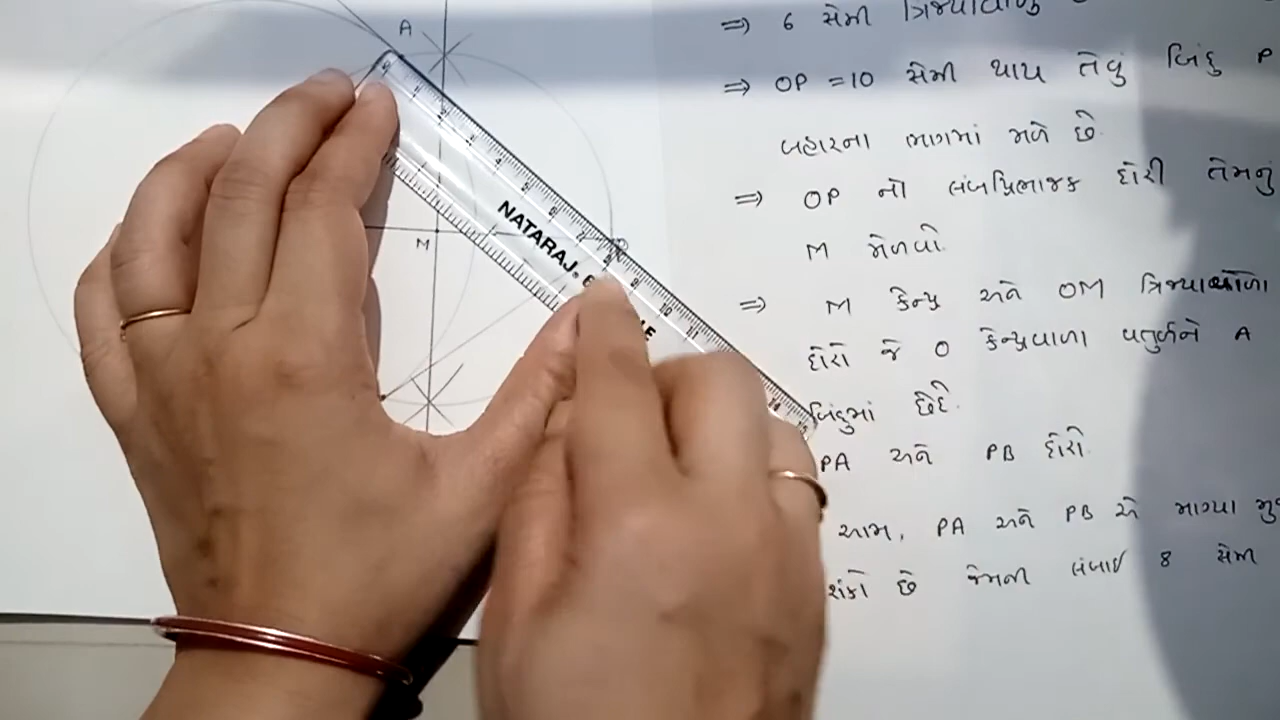 A
M
NATARAJ
⇒ 6 સેમી
⇒ OP = 10 સેમી થાય તેવું બિંદુ P
બહારના ભાગમાં મળે છે.
⇒ OP નો લંબદ્વિભાજક દોરી તેમનું
M મેળવો.
⇒ M કેન્દ્ર અને OM
દોરો જે O કેન્દ્રવાળા વર્તુળને A
બિંદુમાં છેદે.
PA અને PB દોરો.
આમ, PA અને PB એ માગ્યા
છે જેમની લંબાઈ 8 સેમી